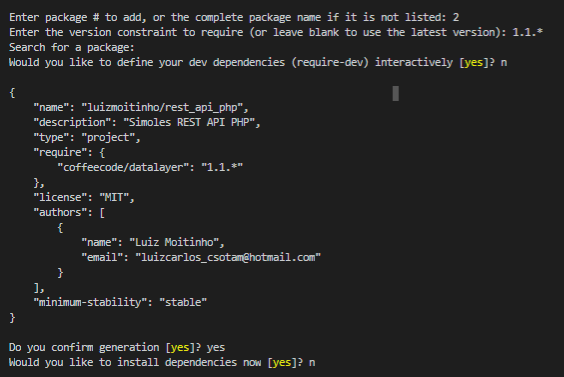 Enter package # to add, or the complete package name if it is not listed: 2
Enter the version constraint to require (or leave blank to use the latest version): 1.1.*
Search for a package:
Would you like to define your dev dependencies (require-dev) interactively [yes]? n
{
    "name": "luizmoitinho/rest_api_php",
    "description": "Simoles REST API PHP",
    "type": "project",
    "require": {
        "coffeecode/datalayer": "1.1.*"
    },
    "license": "MIT",
    "authors": [
        {
            "name": "Luiz Moitinho",
            "email": "luizcarlos_csotam@hotmail.com"
        }
    ],
    "minimum-stability": "stable"
}
Do you confirm generation [yes]? yes
Would you like to install dependencies now [yes]? n